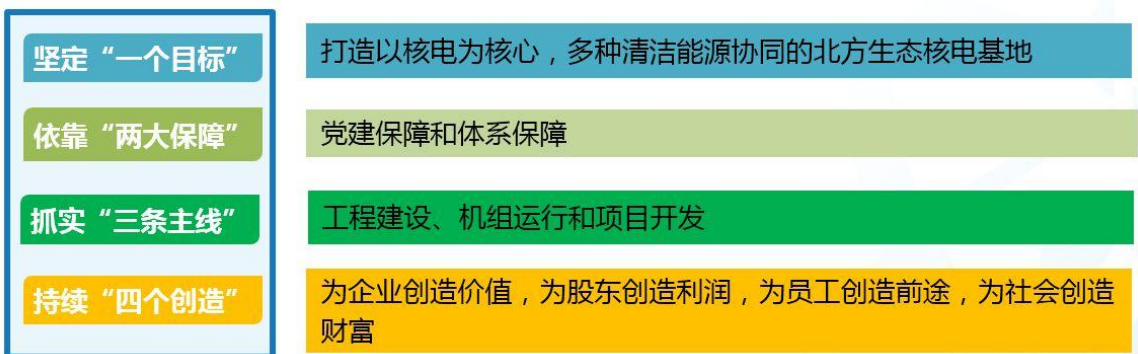 坚定“一个目标”
打造以核电为核心，多种清洁能源协同的北方生态核电基地
依靠“两大保障”
党建保障和体系保障
抓实“三条主线”
工程建设、机组运行和项目开发
持续“四个创造”
为企业创造价值，为股东创造利润，为员工创造前途，为社会创造
财富